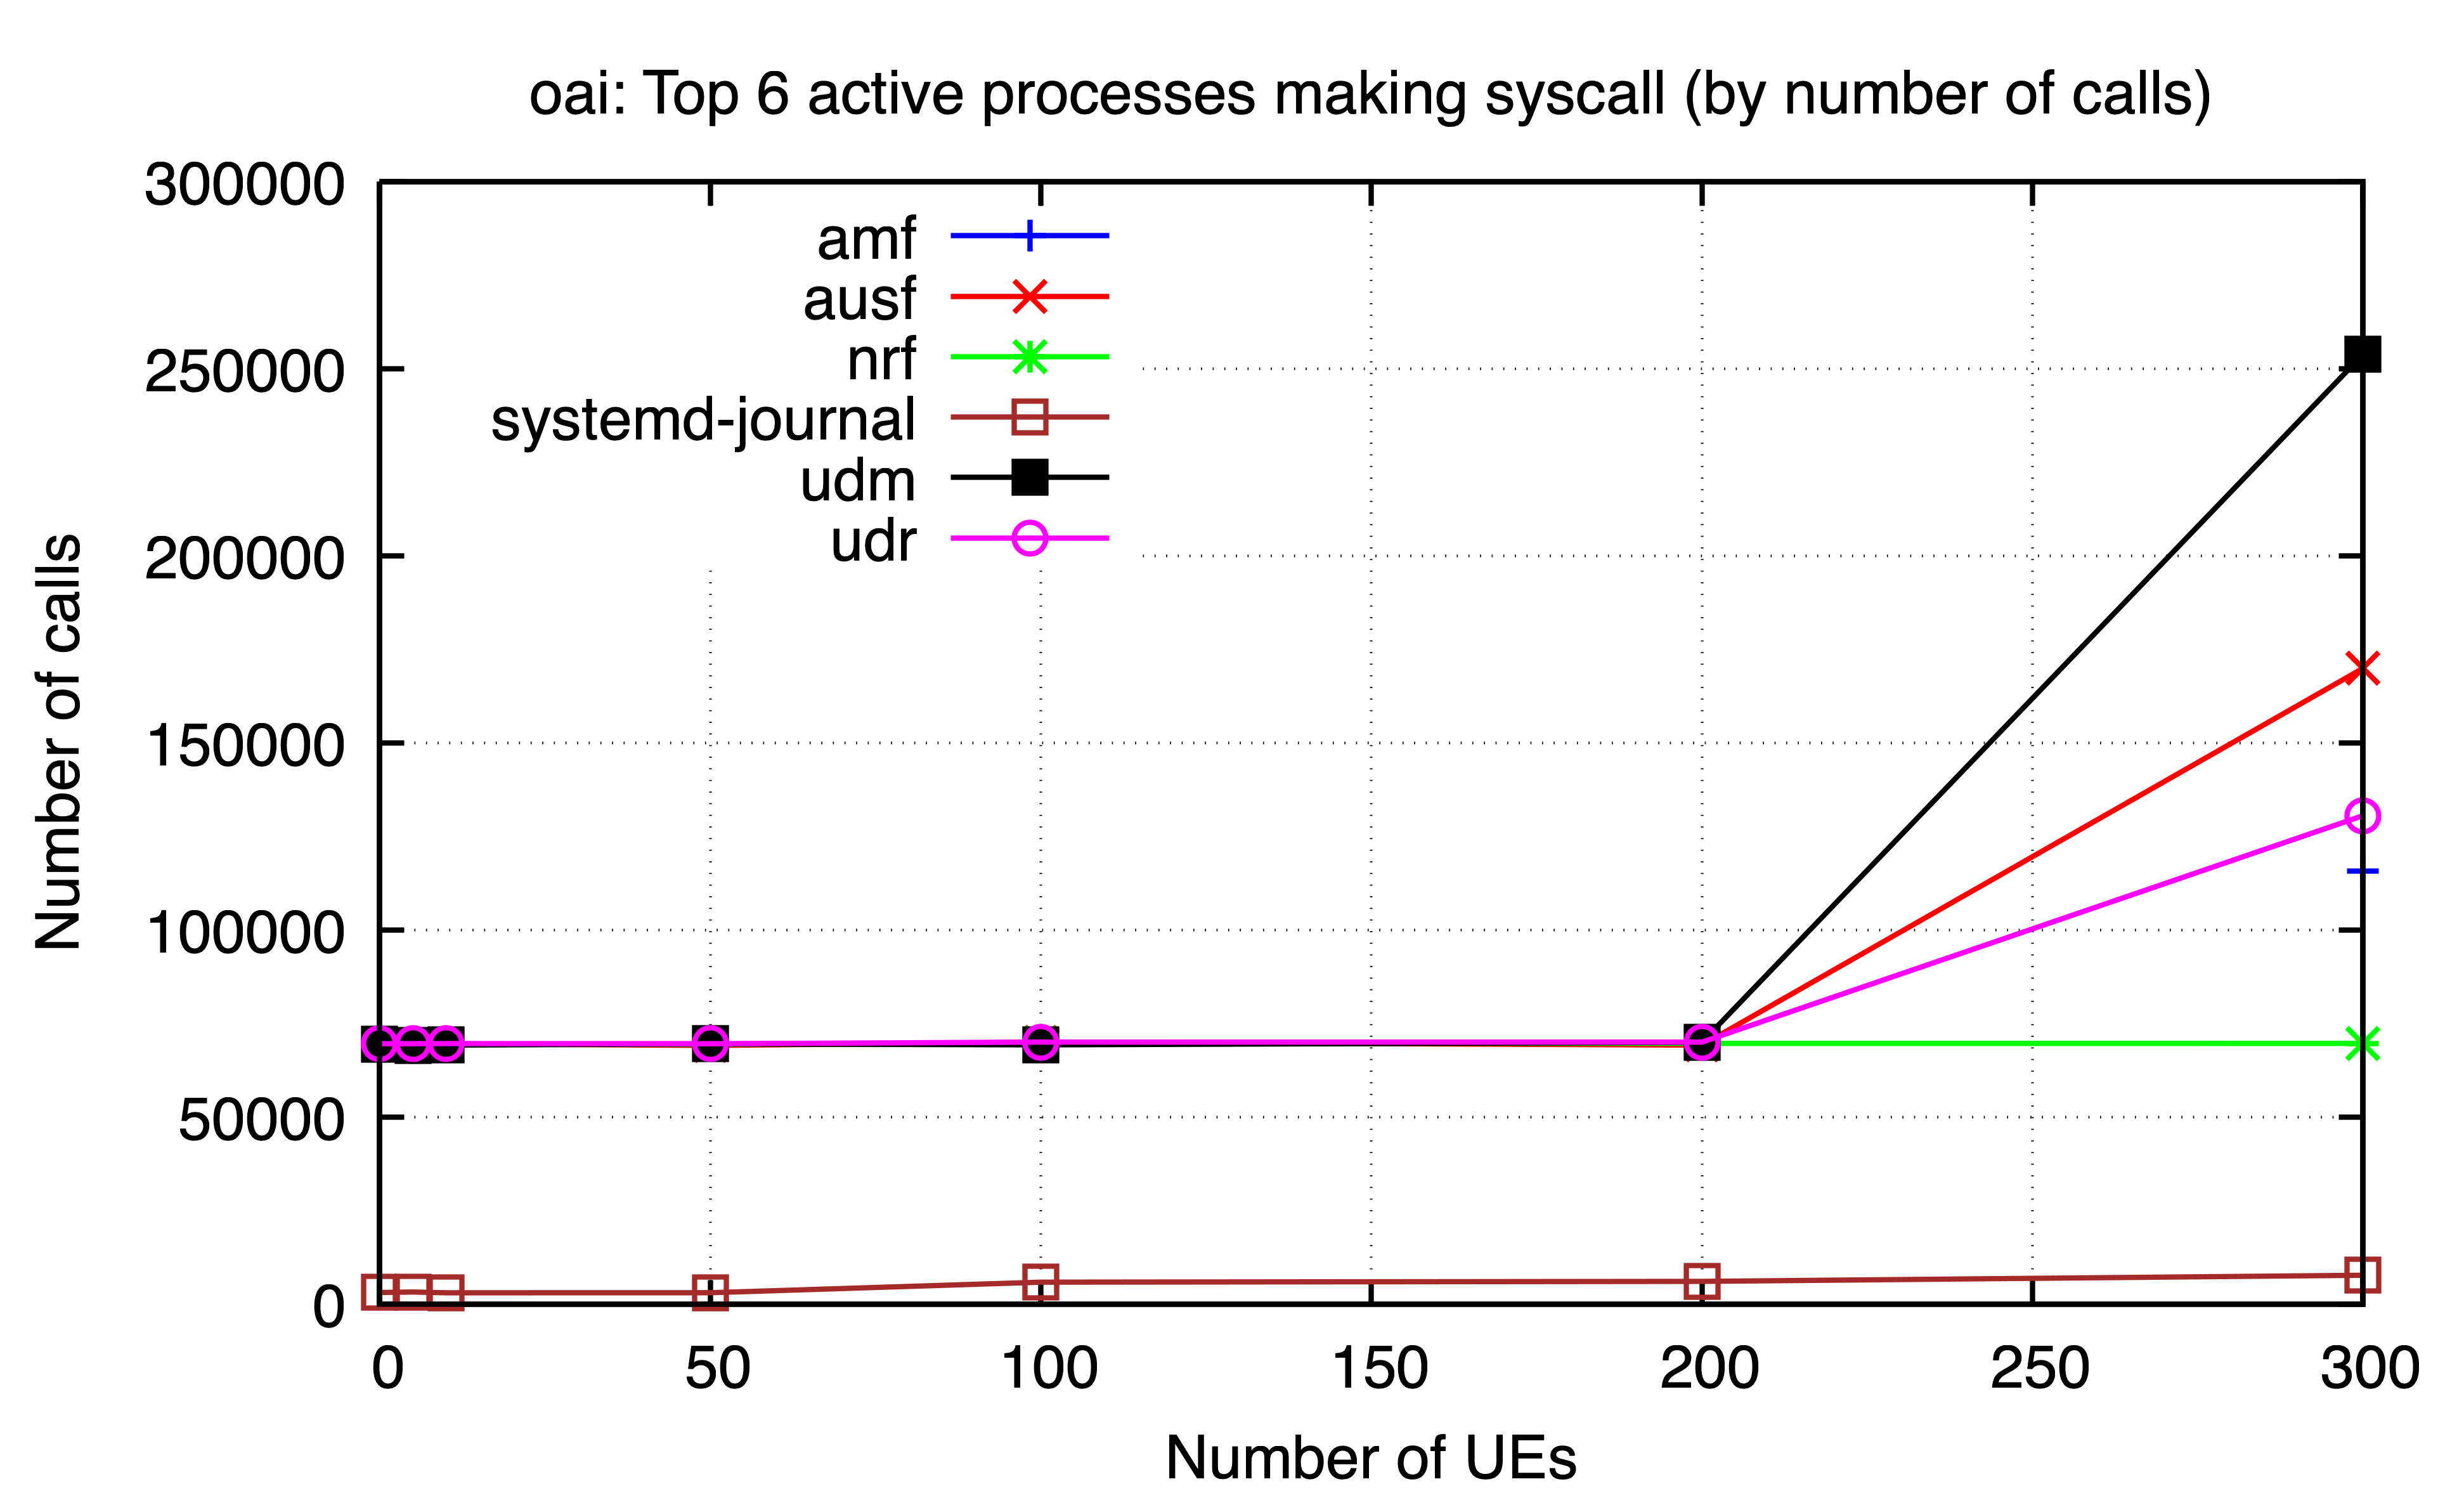 oai: Top 6 active processes making syscall (by number of calls)
300000
250000
200000
150000
100000
50000
0
Number of calls
amf
ausf
nrf
systemd-journal
udm
udr
0 50 100 150 200 250 300
Number of UEs